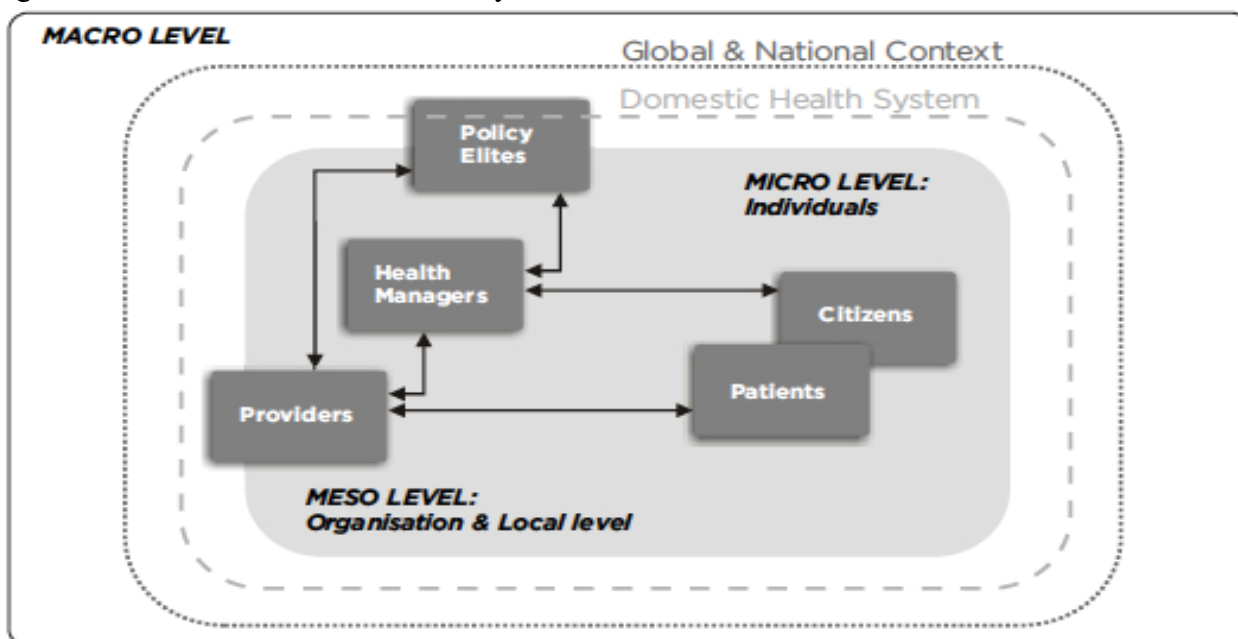 MACRO LEVEL
Global & National Context
Domestic Health System
Policy
Elites
MICRO LEVEL:
Individuals
Health
Managers
Citizens
Patients
Providers
MESO LEVEL:
Organisation & Local level